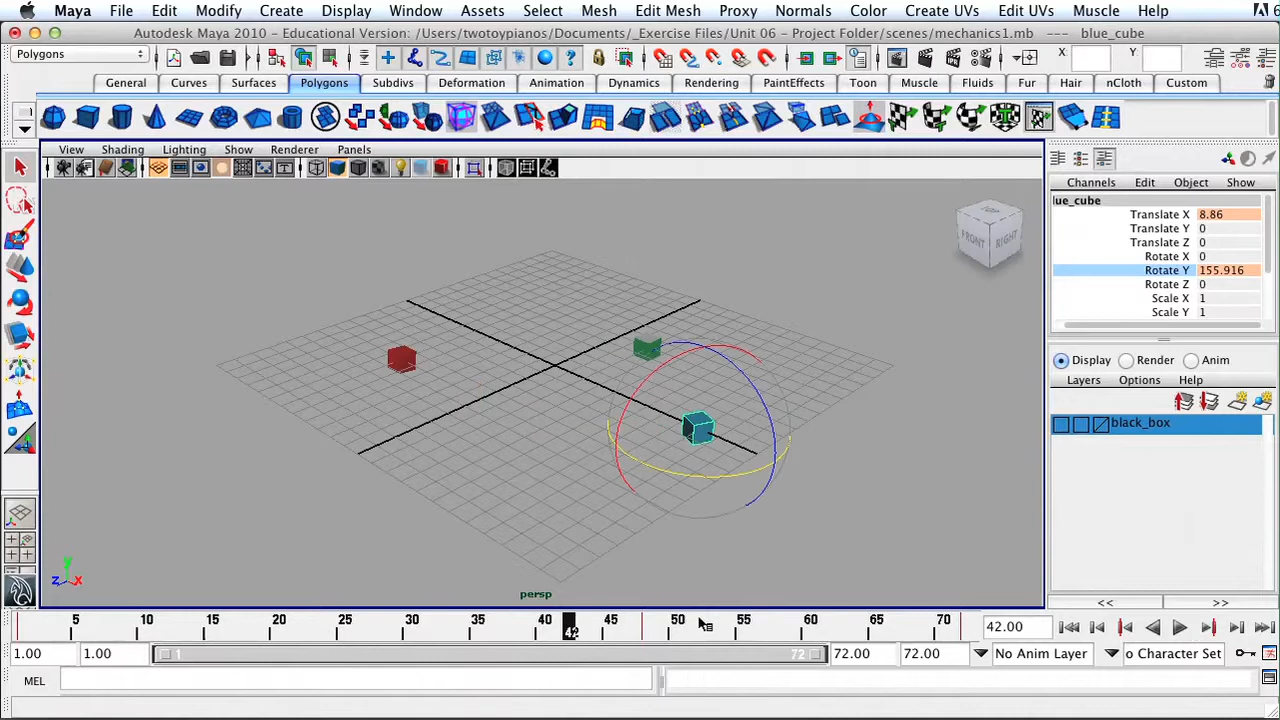 Maya File Edit Modify Create Display Window Assets Select Mesh Edit Mesh Proxy Normals Color Create UVs Edit UVs Muscle Help
Autodesk Maya 2010 - Educational Version: /Users/twotoypianos/Documents/_Exercise Files/Unit 06 - Project Folder/scenes/mechanics1.mb --- blue_cube
Polygons X Y
General Curves Surfaces Polygons Subdivs Deformation Animation Dynamics Rendering PaintEffects Toon Muscle Fluids Fur Hair nCloth Custom
View Shading Lighting Show Renderer Panels
Channels Edit Object Show
lue_cube
Translate X 8.86
Translate Y 0
Translate Z 0
Rotate X 0
Rotate Y 155.916
Rotate Z 0
Scale X 1
Scale Y 1
FRONT RIGHT
Display Render Anim
Layers Options Help
black_box
y
z x
persp
<< >>
5 10 15 20 25 30 35 40 45 50 55 60 65 70
42
42.00
1.00 1.00 1 72 72.00 72.00 No Anim Layer o Character Set
MEL